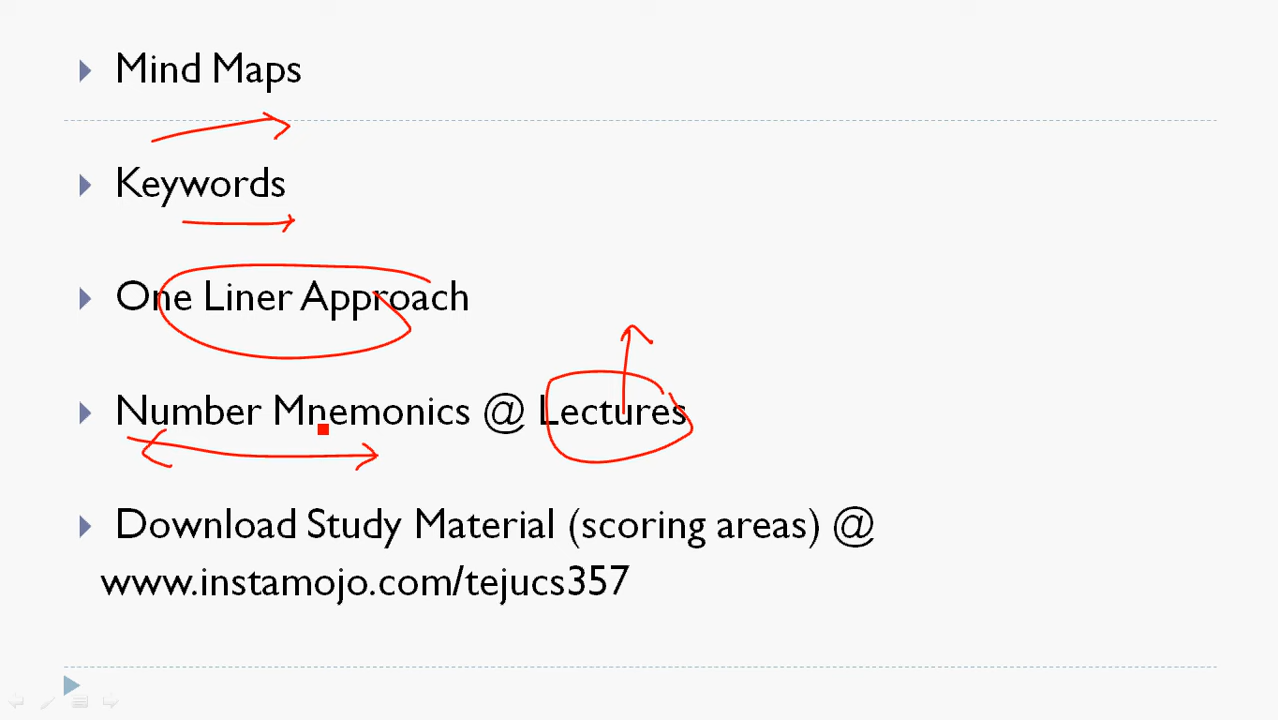 Mind Maps
Keywords
One Liner Approach
Number Mnemonics @ Lectures
Download Study Material (scoring areas) @
www.instamojo.com/tejucs357